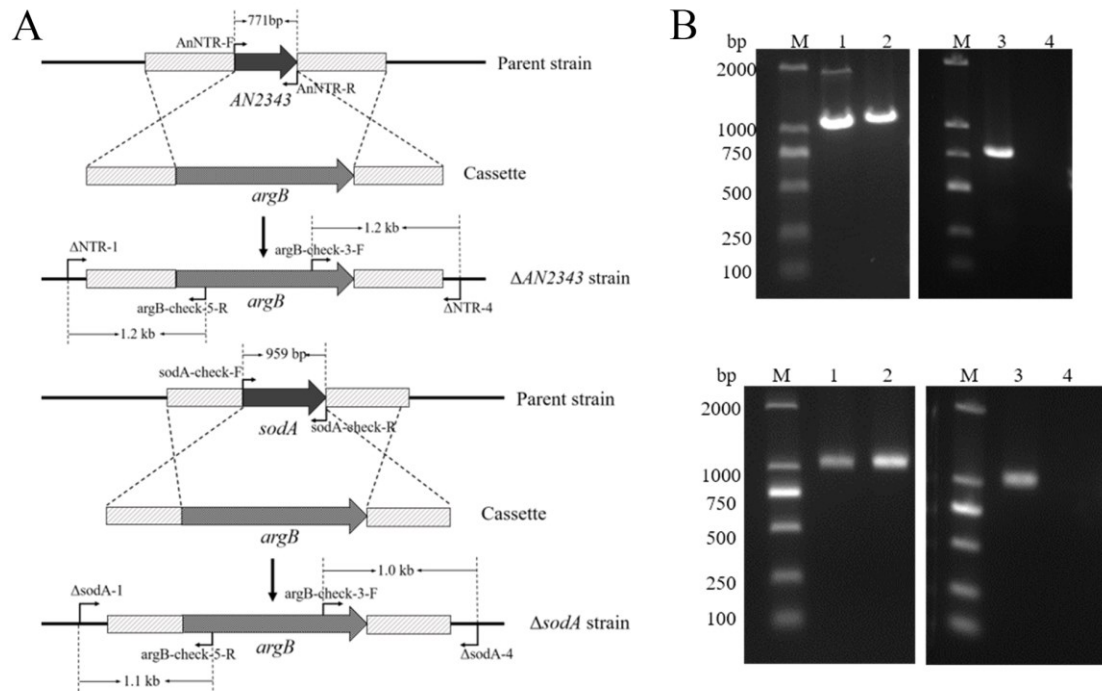 A
771bp
AnNTR-F
Parent strain
AnNTR-R
AN2343
Cassette
argB
1.2 kb
ΔNTR-1
argB-check-3-F
ΔAN2343 strain
argB-check-5-R
argB
ΔNTR-4
1.2 kb
959 bp
sodA-check-F
Parent strain
sodA
sodA-check-R
Cassette
argB
1.0 kb
ΔsodA-1
argB-check-3-F
ΔsodA strain
argB-check-5-R
argB
ΔsodA-4
1.1 kb
B
bp M 1 2 M 3 4
2000
1000
750
500
250
100
bp M 1 2 M 3 4
2000
1000
750
500
250
100